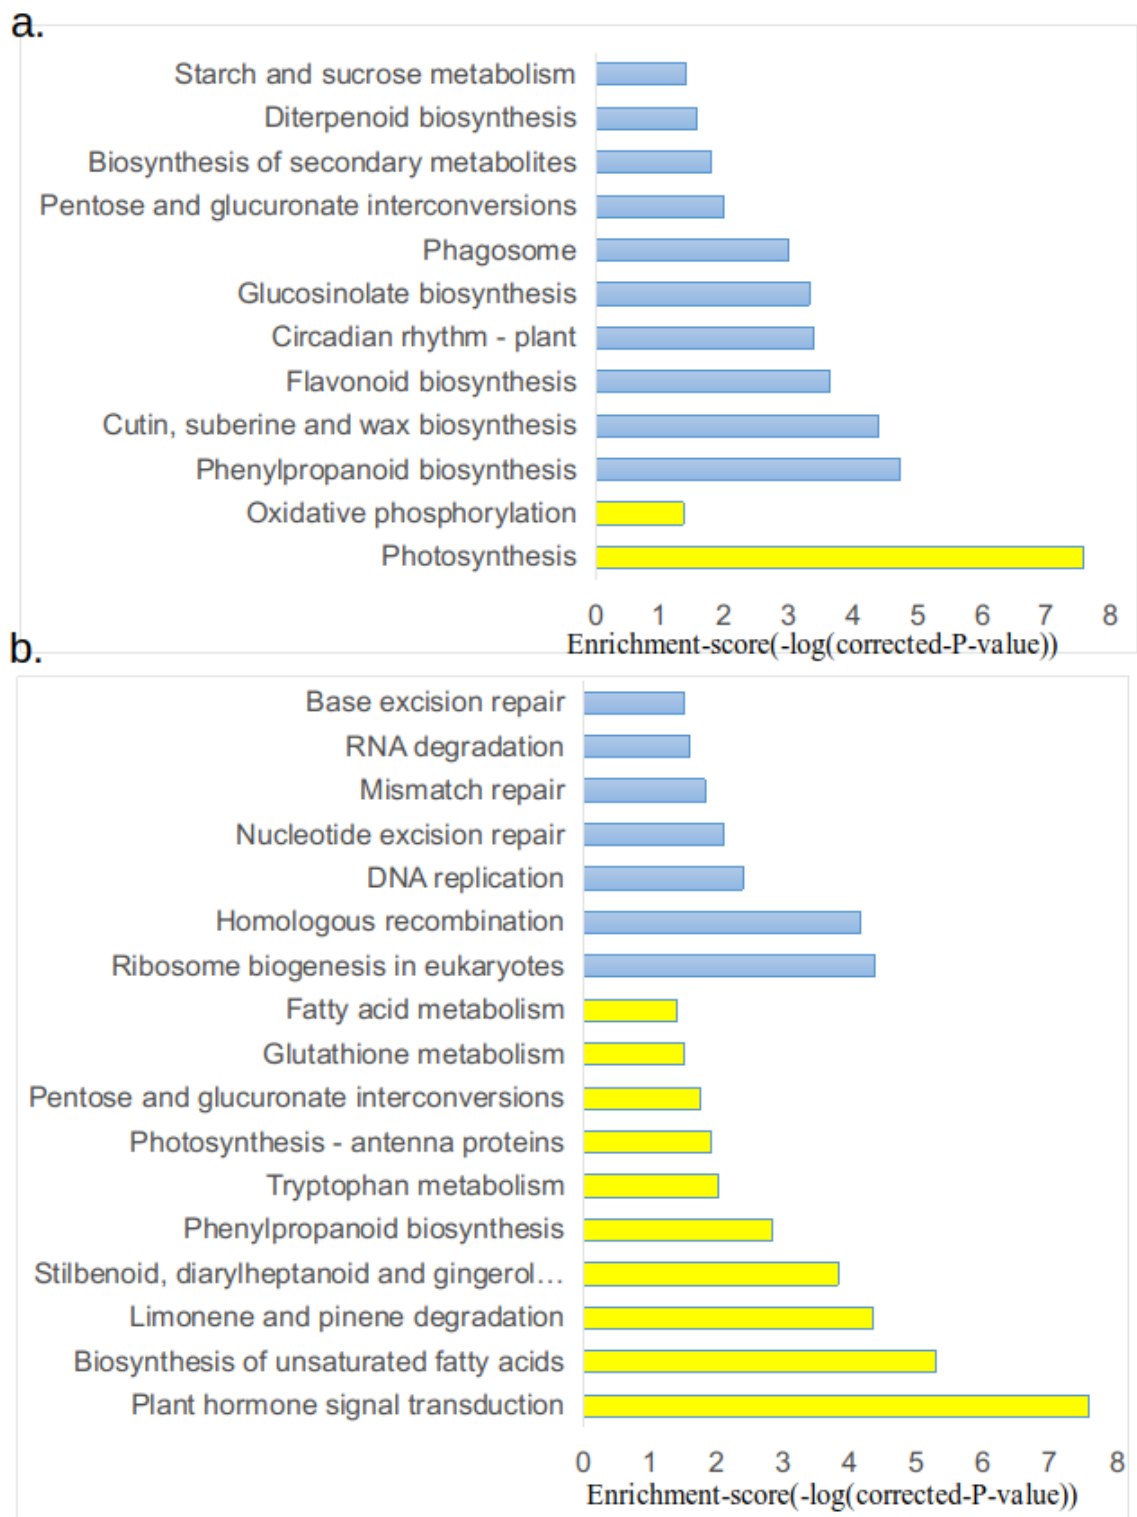 a.
Starch and sucrose metabolism
Diterpenoid biosynthesis
Biosynthesis of secondary metabolites
Pentose and glucuronate interconversions
Phagosome
Glucosinolate biosynthesis
Circadian rhythm - plant
Flavonoid biosynthesis
Cutin, suberine and wax biosynthesis
Phenylpropanoid biosynthesis
Oxidative phosphorylation
Photosynthesis
0 1 2 3 4 5 6 7 8
Enrichment-score(-log(corrected-P-value))
b.
Base excision repair
RNA degradation
Mismatch repair
Nucleotide excision repair
DNA replication
Homologous recombination
Ribosome biogenesis in eukaryotes
Fatty acid metabolism
Glutathione metabolism
Pentose and glucuronate interconversions
Photosynthesis - antenna proteins
Tryptophan metabolism
Phenylpropanoid biosynthesis
Stilbenoid, diarylheptanoid and gingerol…
Limonene and pinene degradation
Biosynthesis of unsaturated fatty acids
Plant hormone signal transduction
0 1 2 3 4 5 6 7 8
Enrichment-score(-log(corrected-P-value))